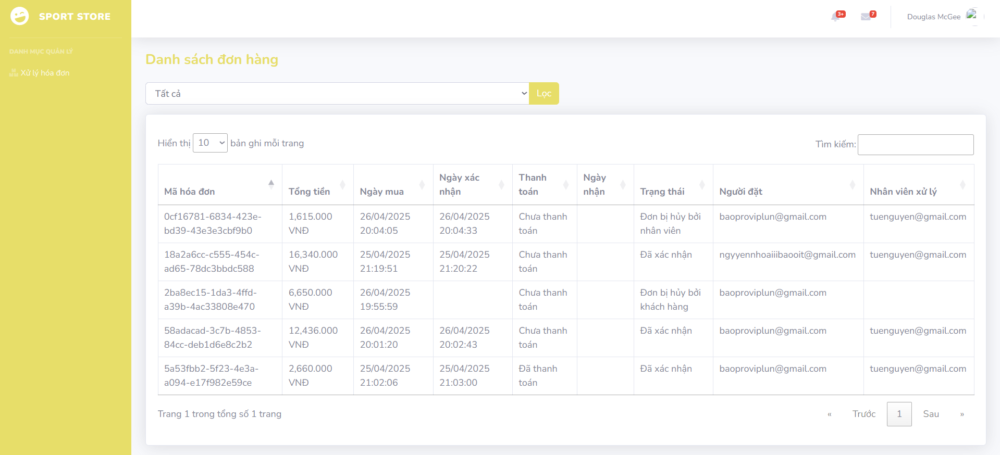 SPORT STORE
3+
7
Douglas McGee
DANH MỤC QUẢN LÝ
Xử lý hóa đơn
Danh sách đơn hàng
Tất cả
Lọc
Hiển thị 10 bản ghi mỗi trang
Tìm kiếm:
Mã hóa đơn
Tổng tiền
Ngày mua
Ngày xác
nhận
Thanh
toán
Ngày
nhận
Trạng thái
Người đặt
Nhân viên xử lý
0cf16781-6834-423e- 1,615.000 26/04/2025 26/04/2025 Chưa thanh Đơn bị hủy bởi baoproviplun@gmail.com tuenguyen@gmail.com
bd39-43e3e3cbf9b0 VNĐ 20:04:05 20:04:33 toán nhân viên
18a2a6cc-c555-454c- 16,340.000 25/04/2025 25/04/2025 Chưa thanh Đã xác nhận ngyyennhoaiiibaooit@gmail.com tuenguyen@gmail.com
ad65-78dc3bbdc588 VNĐ 21:19:51 21:20:22 toán
2ba8ec15-1da3-4ffd- 6,650.000 26/04/2025 Chưa thanh Đơn bị hủy bởi baoproviplun@gmail.com
a39b-4ac33808e470 VNĐ 19:55:59 toán khách hàng
58adacad-3c7b-4853- 12,436.000 26/04/2025 26/04/2025 Chưa thanh Đã xác nhận baoproviplun@gmail.com tuenguyen@gmail.com
84cc-deb1d6e8c2b2 VNĐ 20:01:20 20:02:43 toán
5a53fbb2-5f23-4e3a- 2,660.000 25/04/2025 25/04/2025 Đã thanh Đã xác nhận baoproviplun@gmail.com tuenguyen@gmail.com
a094-e17f982e59ce VNĐ 21:02:06 21:03:00 toán
Trang 1 trong tổng số 1 trang
« Trước 1 Sau »